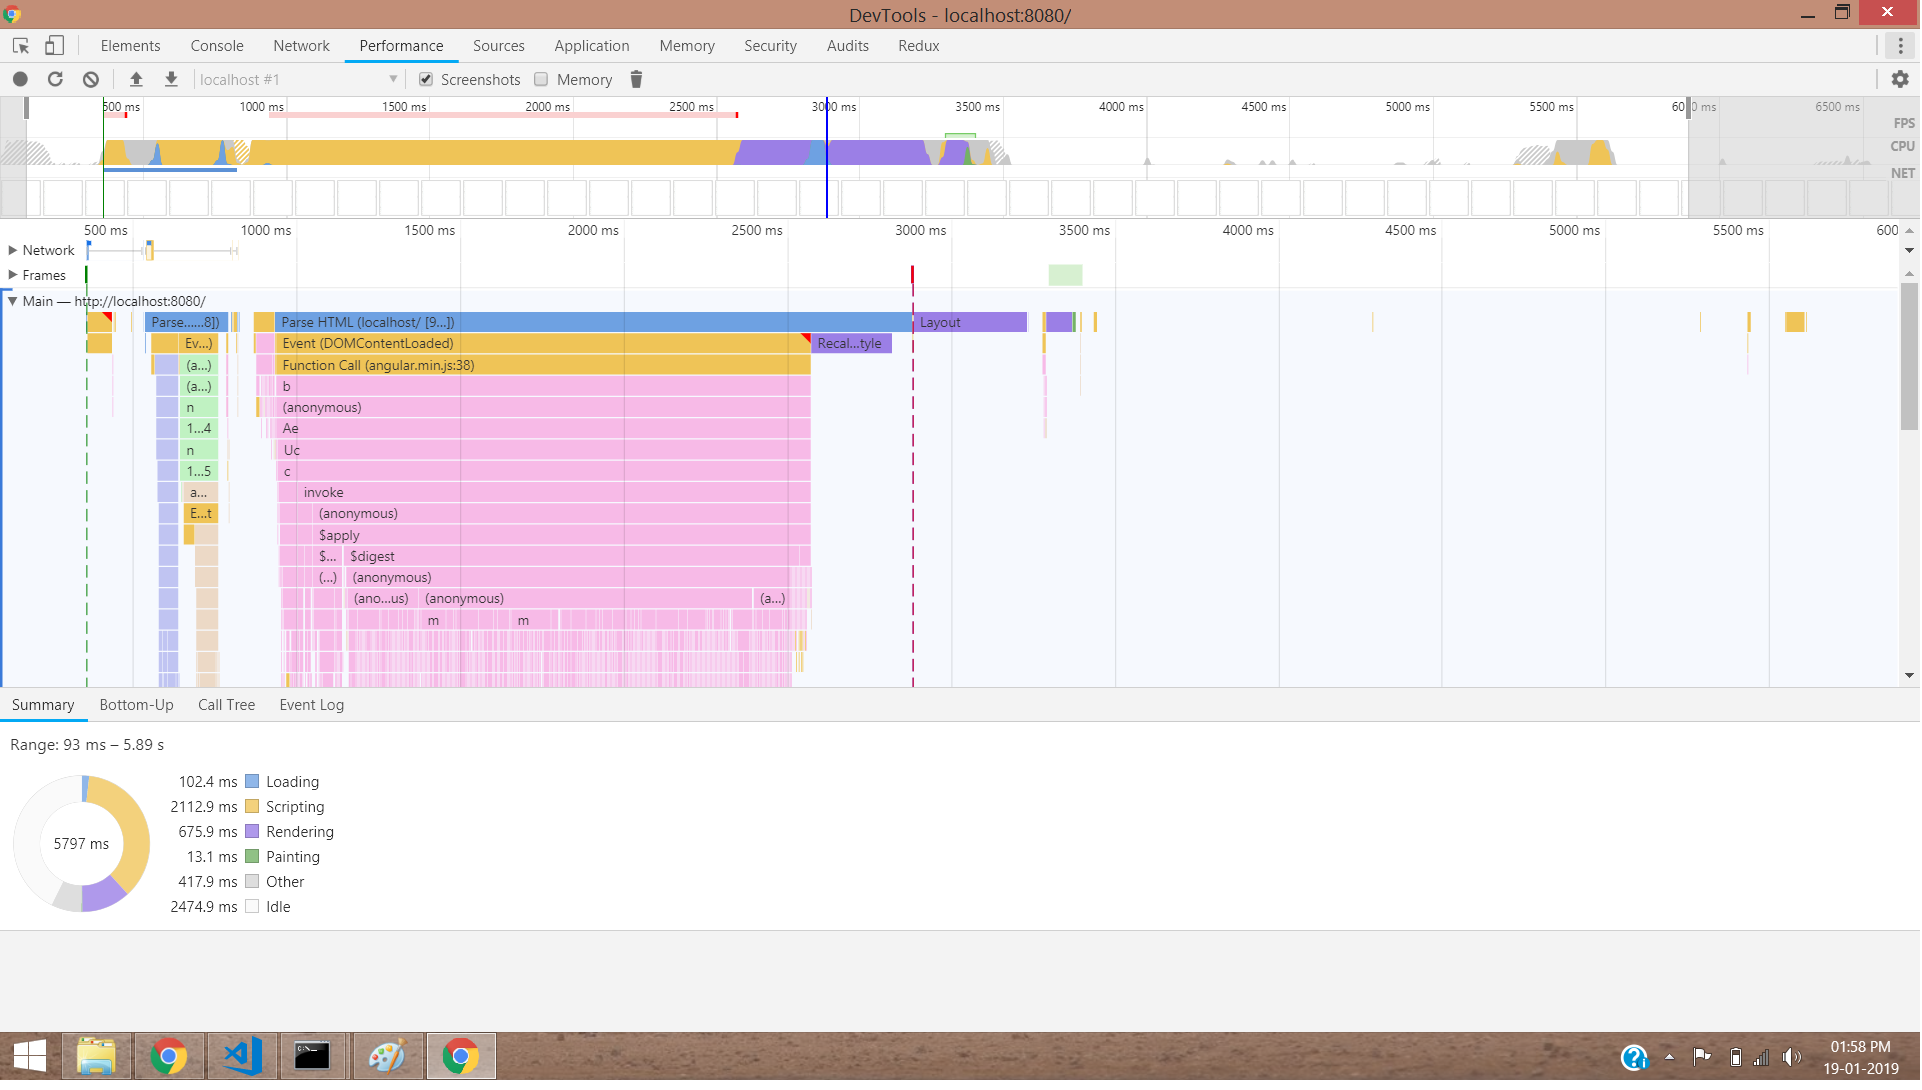 DevTools - localhost:8080/
Elements Console Network Performance Sources Application Memory Security Audits Redux
localhost #1 Screenshots Memory
500 ms 1000 ms 1500 ms 2000 ms 2500 ms 3000 ms 3500 ms 4000 ms 4500 ms 5000 ms 5500 ms 6000 ms 6500 ms
FPS
CPU
NET
500 ms 1000 ms 1500 ms 2000 ms 2500 ms 3000 ms 3500 ms 4000 ms 4500 ms 5000 ms 5500 ms 600
Network
Frames
Main — http://localhost:8080/
Parse...…8]) Parse HTML (localhost/ [9…]) Layout
Ev…) Event (DOMContentLoaded) Recal…tyle
(a…) Function Call (angular.min.js:38)
(a…) b
n (anonymous)
1…4 Ae
n Uc
1…5 c
a… invoke
E…t (anonymous)
$apply
$… $digest
(…) (anonymous)
(ano…us) (anonymous) (a…)
m m
Summary Bottom-Up Call Tree Event Log
Range: 93 ms – 5.89 s
5797 ms
102.4 ms Loading
2112.9 ms Scripting
675.9 ms Rendering
13.1 ms Painting
417.9 ms Other
2474.9 ms Idle
01:58 PM
19-01-2019